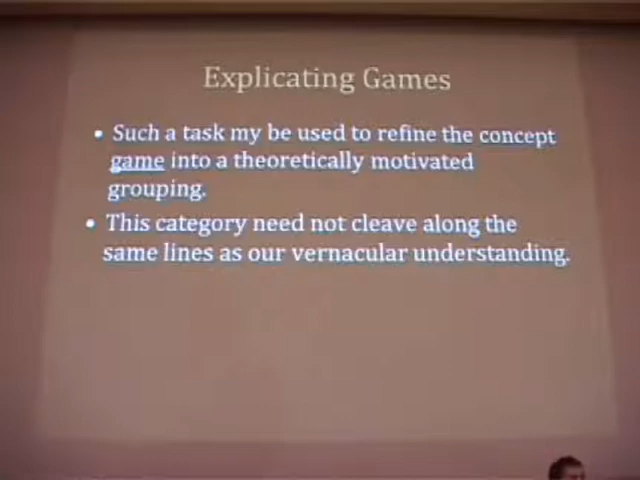 Explicating Games
• Such a task my be used to refine the concept
game into a theoretically motivated
grouping.
• This category need not cleave along the
same lines as our vernacular understanding.